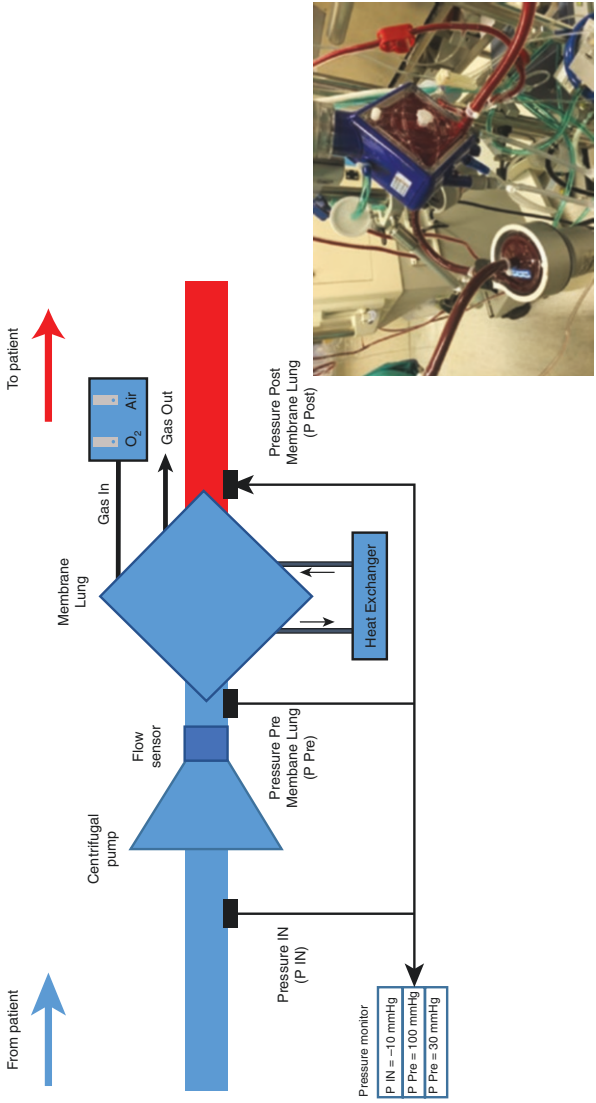 From patient
To patient
Centrifugal
pump
Flow
sensor
Membrane
Lung
Gas In
O₂
Air
Gas Out
Pressure IN
(P IN)
Pressure Pre
Membane Lung
(P Pre)
Heat Exchanger
Pressure Post
Membrane Lung
(P Post)
Pressure monitor
P IN = –10 mmHg
P Pre = 100 mmHg
P Pre = 30 mmHg